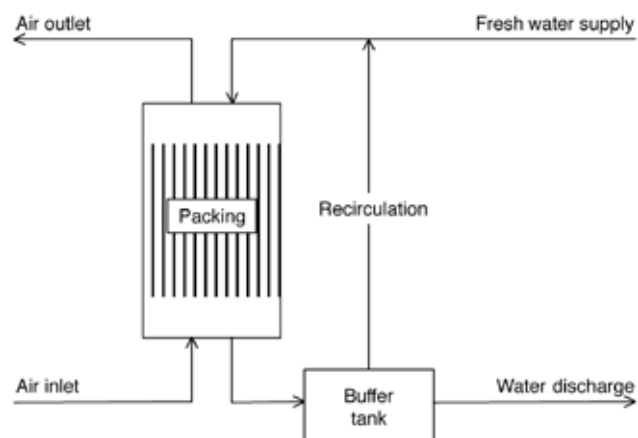 Air outlet
Fresh water supply
Packing
Recirculation
Air inlet
Buffer
tank
Water discharge